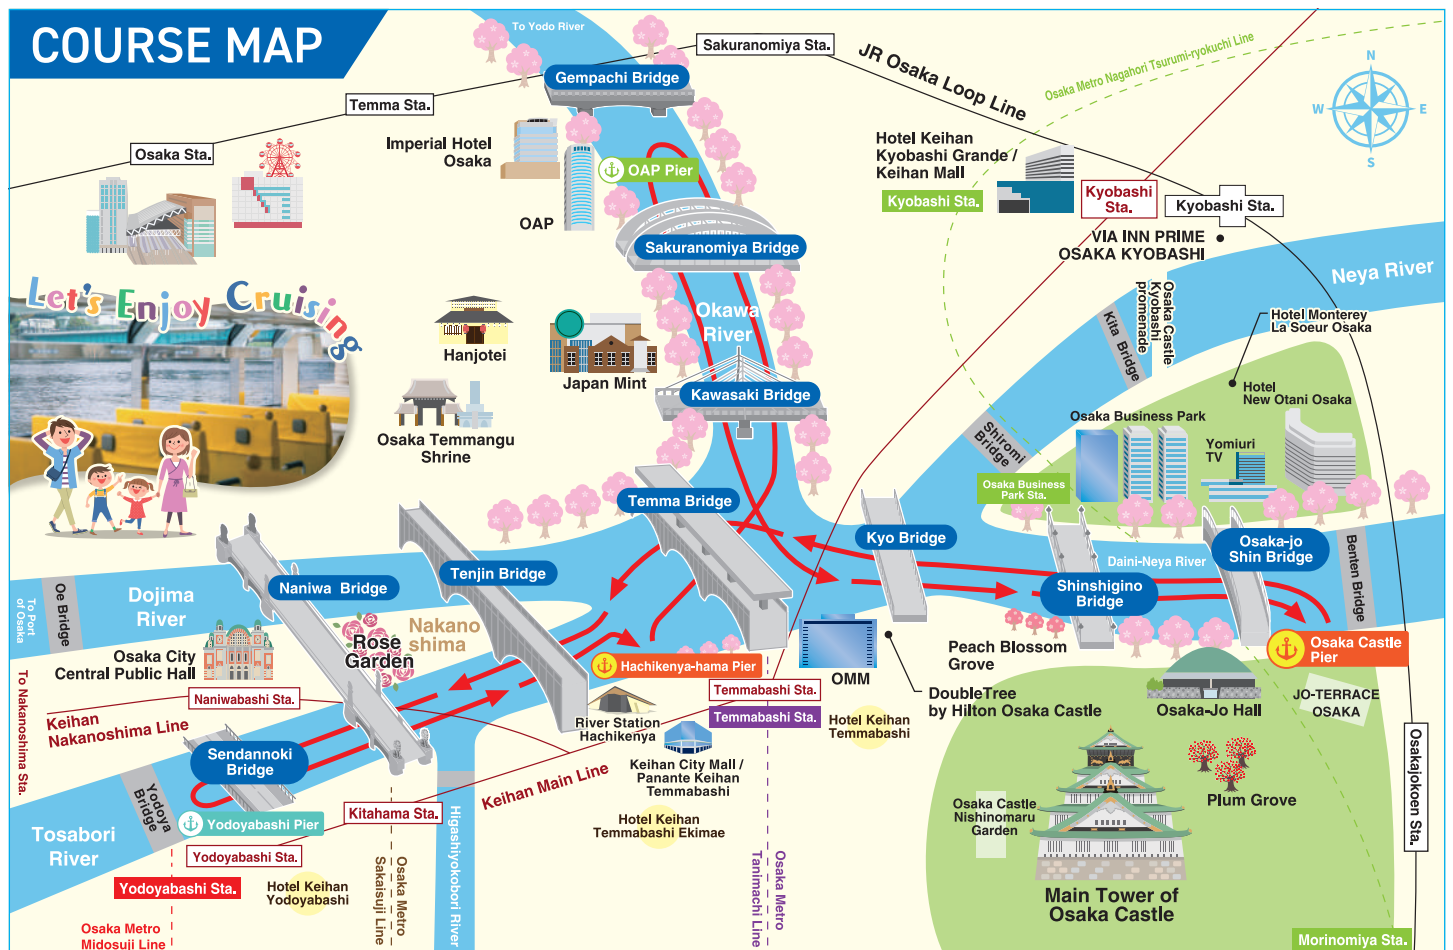 COURSE MAP
To Yodo River
Sakuranomiya Sta.
JR Osaka Loop Line
Osaka Metro Nagahori Tsurumi-ryokuchi Line
N
W
E
S
Gempachi Bridge
Temma Sta.
Osaka Sta.
Imperial Hotel
Osaka
OAP Pier
OAP
Hotel Keihan
Kyobashi Grande /
Keihan Mall
Kyobashi Sta.
Kyobashi
Sta.
Kyobashi Sta.
VIA INN PRIME
OSAKA KYOBASHI
Sakuranomiya Bridge
Neya River
Let's Enjoy Cruising
Okawa
River
Hanjotei
Japan Mint
Kita Bridge
Osaka Castle
Kyobashi
promenade
Hotel Monterey
La Soeur Osaka
Kawasaki Bridge
Hotel
New Otani Osaka
Osaka Business Park
Yomiuri
TV
Osaka Temmangu
Shrine
Shiromi
Bridge
Osaka Business
Park Sta.
Temma Bridge
Kyo Bridge
Osaka-jo
Shin Bridge
Daini-Neya River
Benten Bridge
Tenjin Bridge
Naniwa Bridge
Shinshigino
Bridge
To Port
of Osaka
Oe Bridge
Dojima
River
Rose
Garden
Nakano
shima
Osaka City
Central Public Hall
Hachikenya-hama Pier
OMM
Peach Blossom
Grove
Osaka Castle
Pier
To Nakanoshima Sta.
Keihan
Nakanoshima Line
Naniwabashi Sta.
Temmabashi Sta.
Temmabashi Sta.
DoubleTree
by Hilton Osaka Castle
Osaka-Jo Hall
JO-TERRACE
OSAKA
River Station
Hachikenya
Hotel Keihan
Temmabashi
Sendannoki
Bridge
Keihan Main Line
Keihan City Mall /
Panante Keihan
Temmabashi
Osakajokoen Sta.
Yodoya
Bridge
Tosabori
River
Yodoyabashi Pier
Kitahama Sta.
Higashiyokobori River
Hotel Keihan
Temmabashi Ekimae
Osaka Castle
Nishinomaru
Garden
Plum Grove
Yodoyabashi Sta.
Yodoyabashi Sta.
Hotel Keihan
Yodoyabashi
Osaka Metro
Sakaisuji Line
Osaka Metro
Tanimachi Line
Main Tower of
Osaka Castle
Osaka Metro
Midosuji Line
Morinomiya Sta.